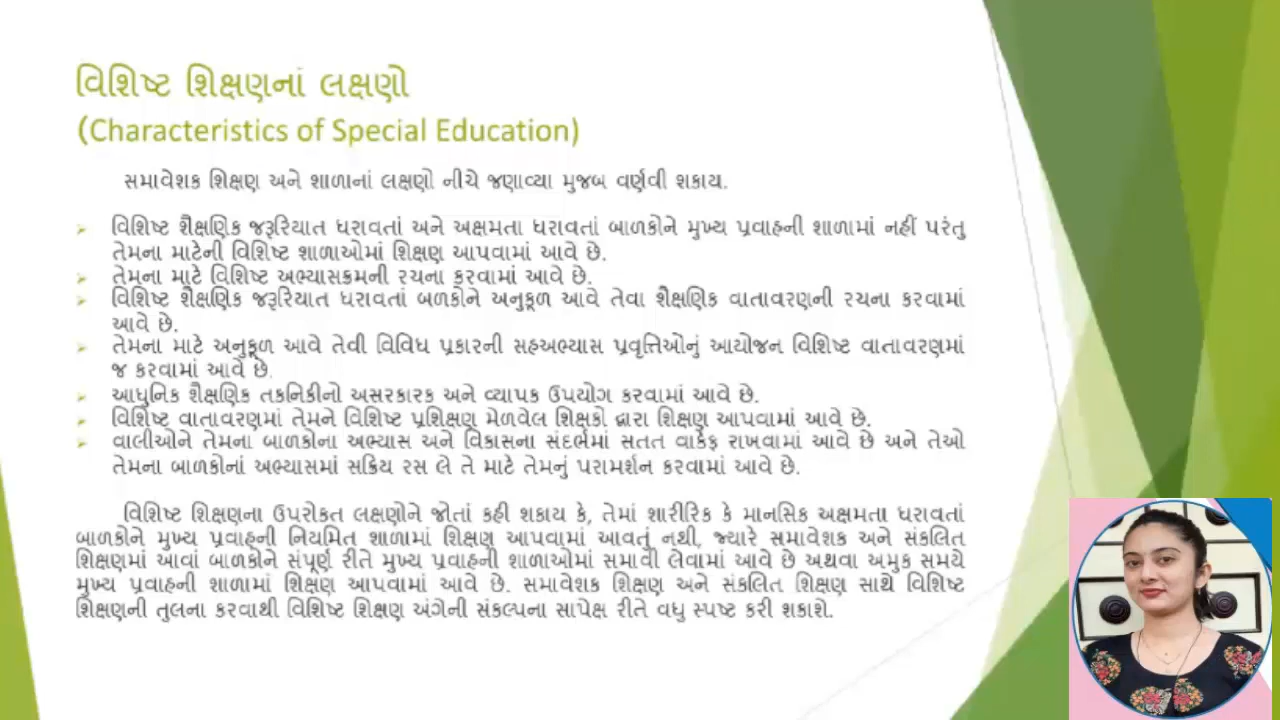 વિશિષ્ટ શિક્ષણનાં લક્ષણો
(Characteristics of Special Education)
સમાવેશક શિક્ષણ અને શાળાનાં લક્ષણો નીચે જણાવ્યા મુજબ વર્ણવી શકાય.
વિશિષ્ટ શૈક્ષણિક જરૂરિયાત ધરાવતાં અને અક્ષમતા ધરાવતાં બાળકોને મુખ્ય પ્રવાહની શાળામાં નહીં પરંતુ
તેમના માટેની વિશિષ્ટ શાળાઓમાં શિક્ષણ આપવામાં આવે છે.
તેમના માટે વિશિષ્ટ અભ્યાસક્રમની રચના કરવામાં આવે છે.
વિશિષ્ટ શૈક્ષણિક જરૂરિયાત ધરાવતાં બળકોને અનુકૂળ આવે તેવા શૈક્ષણિક વાતાવરણની રચના કરવામાં
આવે છે.
તેમના માટે અનુકૂળ આવે તેવી વિવિધ પ્રકારની સહઅભ્યાસ પ્રવૃત્તિઓનું આયોજન વિશિષ્ટ વાતાવરણમાં
જ કરવામાં આવે છે.
આધુનિક શૈક્ષણિક તકનિકીનો અસરકારક અને વ્યાપક ઉપયોગ કરવામાં આવે છે.
વિશિષ્ટ વાતાવરણમાં તેમને વિશિષ્ટ પ્રશિક્ષણ મેળવેલ શિક્ષકો દ્વારા શિક્ષણ આપવામાં આવે છે.
વાલીઓને તેમના બાળકોના અભ્યાસ અને વિકાસના સંદર્ભમાં સતત વાકેફ રાખવામાં આવે છે અને તેઓ
તેમના બાળકોનાં અભ્યાસમાં સક્રિય રસ લે તે માટે તેમનું પરામર્શન કરવામાં આવે છે.
વિશિષ્ટ શિક્ષણના ઉપરોક્ત લક્ષણોને જોતાં કહી શકાય કે, તેમાં શારીરિક કે માનસિક અક્ષમતા ધરાવતાં
બાળકોને મુખ્ય પ્રવાહની નિયમિત શાળામાં શિક્ષણ આપવામાં આવતું નથી, જ્યારે સમાવેશક અને સંકલિત
શિક્ષણમાં આવાં બાળકોને સંપૂર્ણ રીતે મુખ્ય પ્રવાહની શાળાઓમાં સમાવી લેવામાં આવે છે અથવા અમુક સમયે
મુખ્ય પ્રવાહની શાળામાં શિક્ષણ આપવામાં આવે છે. સમાવેશક શિક્ષણ અને સંકલિત શિક્ષણ સાથે વિશિષ્ટ
શિક્ષણની તુલના કરવાથી વિશિષ્ટ શિક્ષણ અંગેની સંકલ્પના સાપેક્ષ રીતે વધુ સ્પષ્ટ કરી શકાશે.